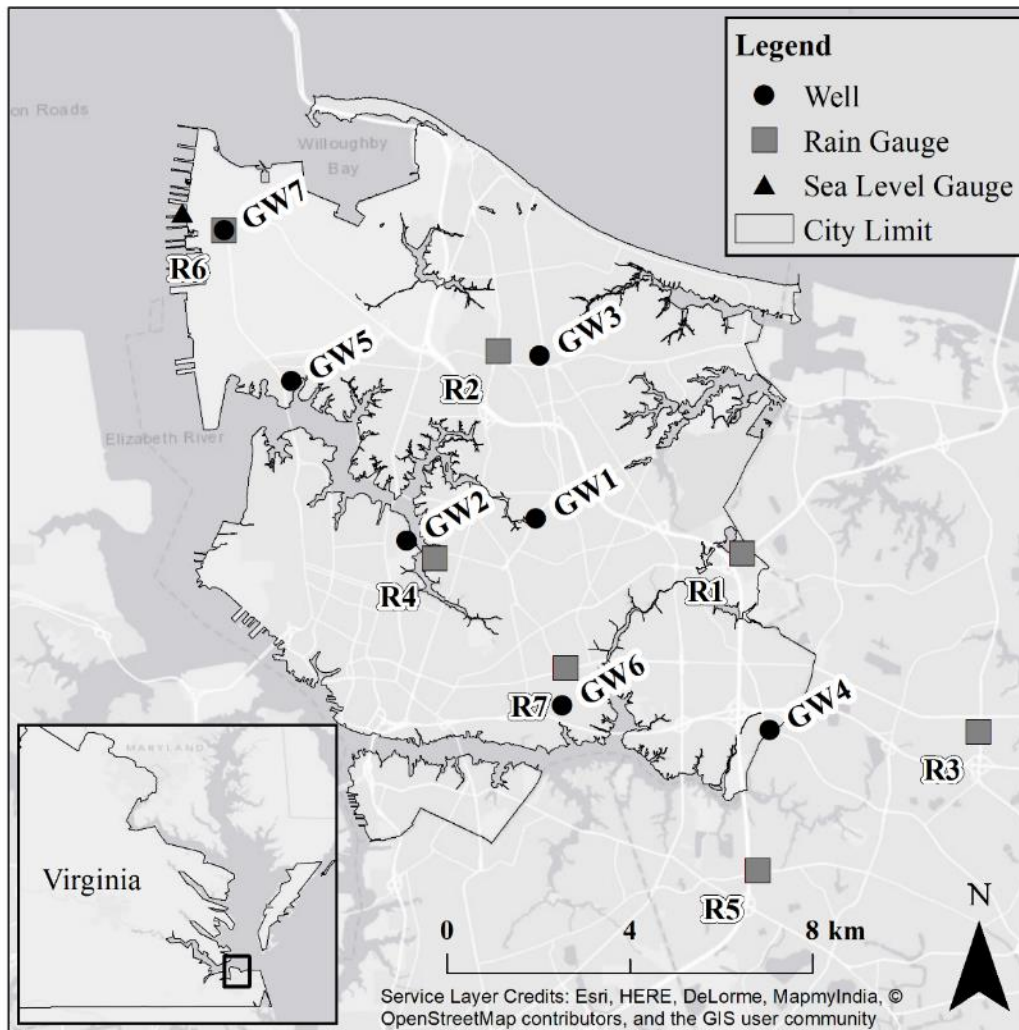 Legend
Well
Rain Gauge
Sea Level Gauge
City Limit
on Roads
Willoughby
Bay
GW7
R6
GW3
GW5
R2
Elizabeth River
GW1
GW2
R4
R1
GW6
R7
GW4
R3
MARYLAND
Virginia
R5
N
0 4 8 km
Service Layer Credits: Esri, HERE, DeLorme, MapmyIndia, ©
OpenStreetMap contributors, and the GIS user community